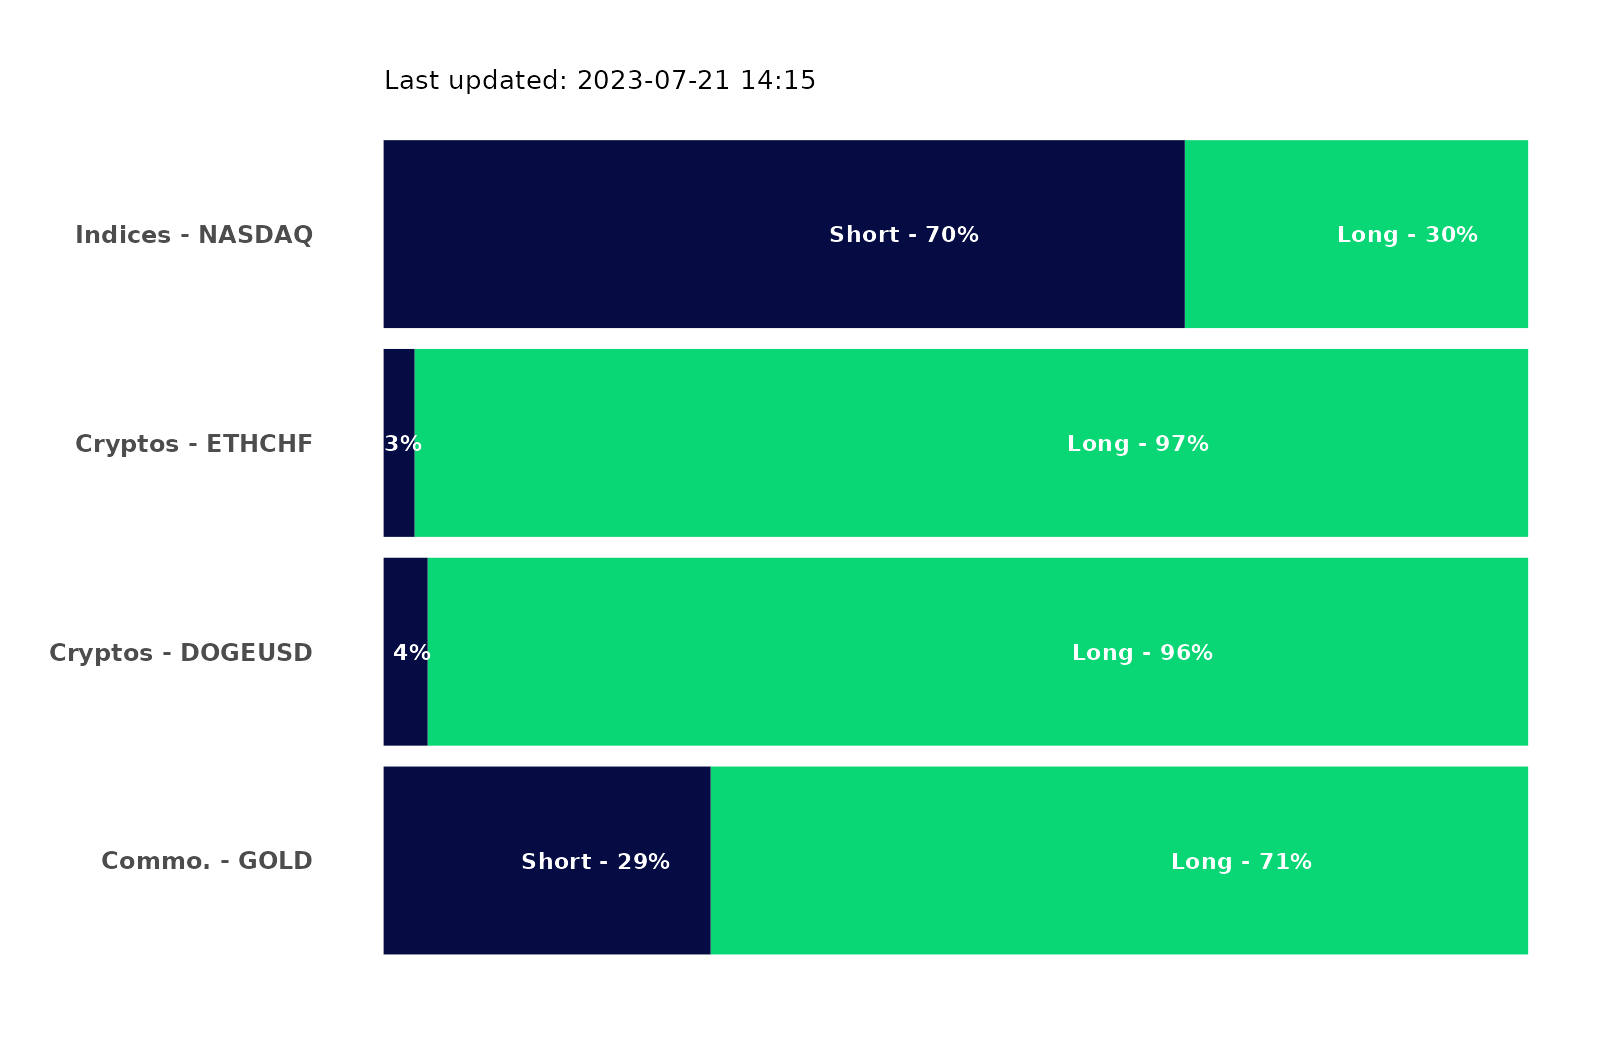 Last updated: 2023-07-21 14:15
Indices - NASDAQ Short - 70% Long - 30%
Cryptos - ETHCHF 3% Long - 97%
Cryptos - DOGEUSD 4% Long - 96%
Commo. - GOLD Short - 29% Long - 71%